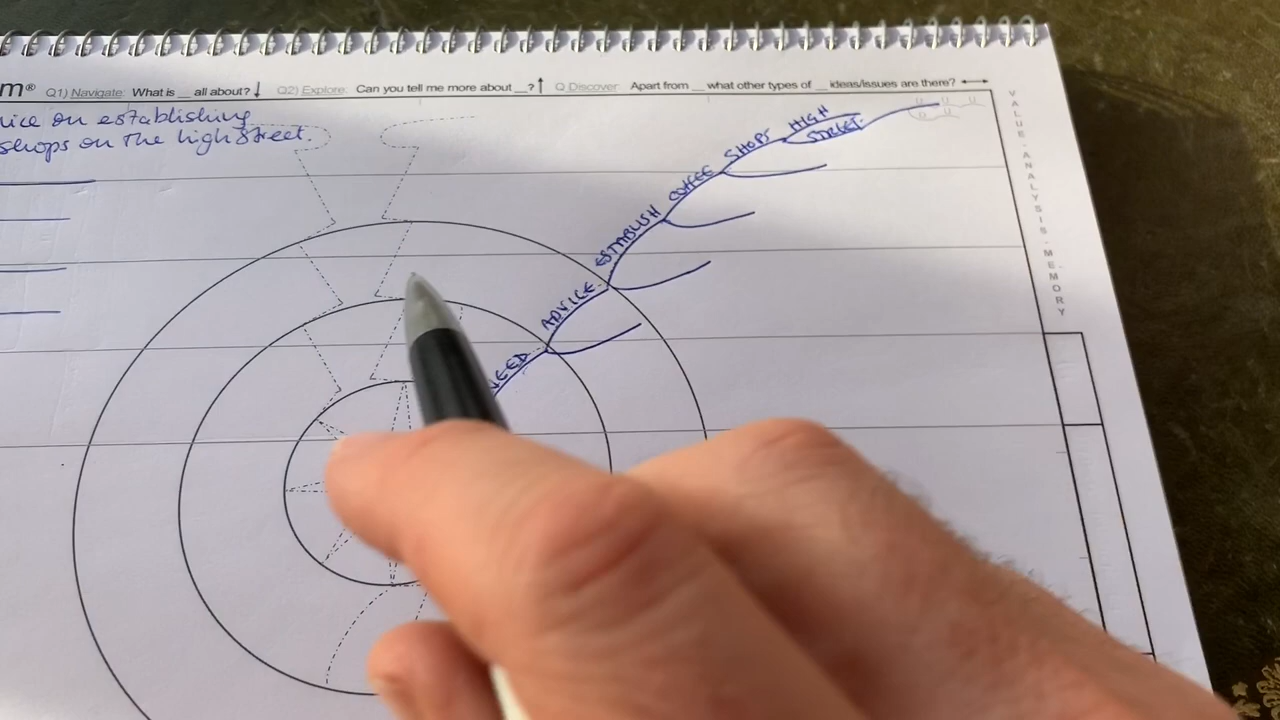 m® Q1) Navigate: What is __ all about? Q2) Explore: Can you tell me more about __? Q Discover: Apart from __ what other types of __ ideas/issues are there?
on establishing
shops on the high street.
NEED
ADVICE
ESTABLISH
COFFEE
SHOPS
HIGH
STREET
VALUE - ANALYSIS - MEMORY